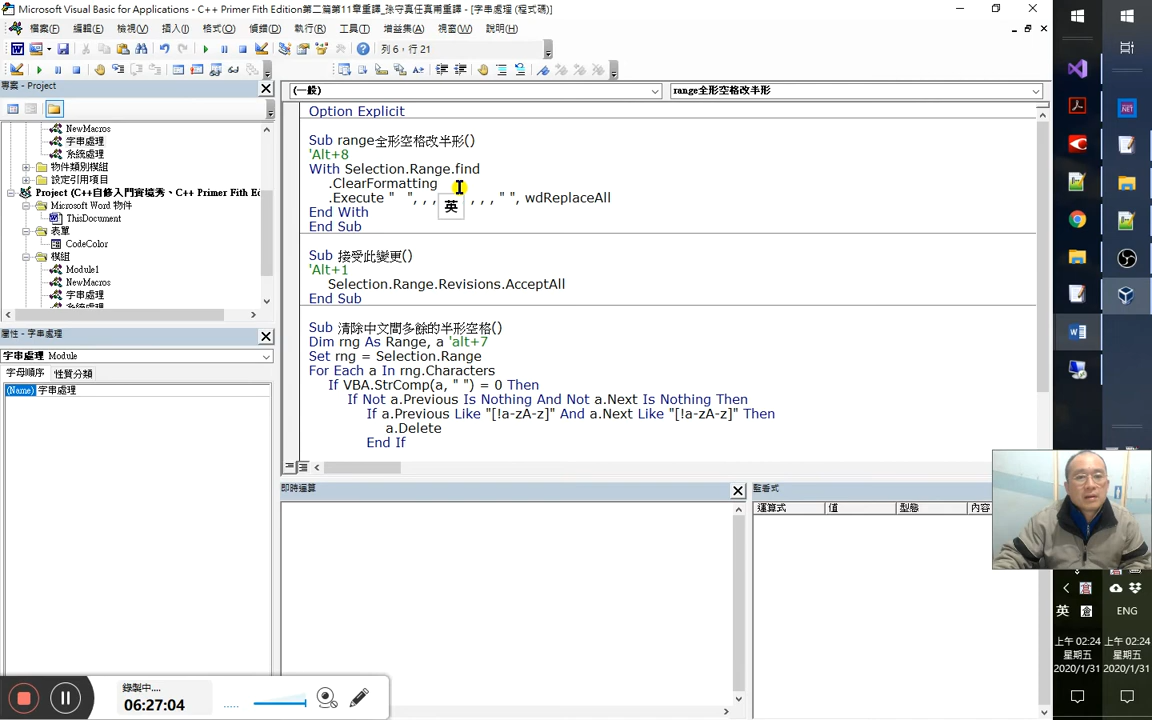 Microsoft Visual Basic for Applications - C++ Primer Fith Edition第二篇第11章重譯_孫守真任真甫重譯 - [字串處理 (程式碼)]
檔案(F) 編輯(E) 檢視(V) 插入(I) 格式(O) 偵錯(D) 執行(R) 工具(T) 增益集(A) 視窗(W) 說明(H)
列 6，行 21
專案 - Project
NewMacros
字串處理
系統處理
物件類別模組
設定引用項目
Project (C++自修入門實境秀、C++ Primer Fith Ed
Microsoft Word 物件
ThisDocument
表單
CodeColor
模組
Module1
NewMacros
字串處理
屬性 - 字串處理
字串處理 Module
字母順序 性質分類
(Name) 字串處理
(一般) range全形空格改半形
Option Explicit
Sub range全形空格改半形()
'Alt+8
With Selection.Range.find
.ClearFormatting
.Execute "　", , , , , , " ", wdReplaceAll
英
End With
End Sub
Sub 接受此變更()
'Alt+1
Selection.Range.Revisions.AcceptAll
End Sub
Sub 清除中文間多餘的半形空格()
Dim rng As Range, a 'alt+7
Set rng = Selection.Range
For Each a In rng.Characters
If VBA.StrComp(a, " ") = 0 Then
If Not a.Previous Is Nothing And Not a.Next Is Nothing Then
If a.Previous Like "[!a-zA-z]" And a.Next Like "[!a-zA-z]" Then
a.Delete
End If
即時運算
監看式
運算式 值 型態 內容
錄製中....
06:27:04
英 倉 ENG
上午 02:24 上午 02:24
星期五 星期五
2020/1/31 2020/1/31